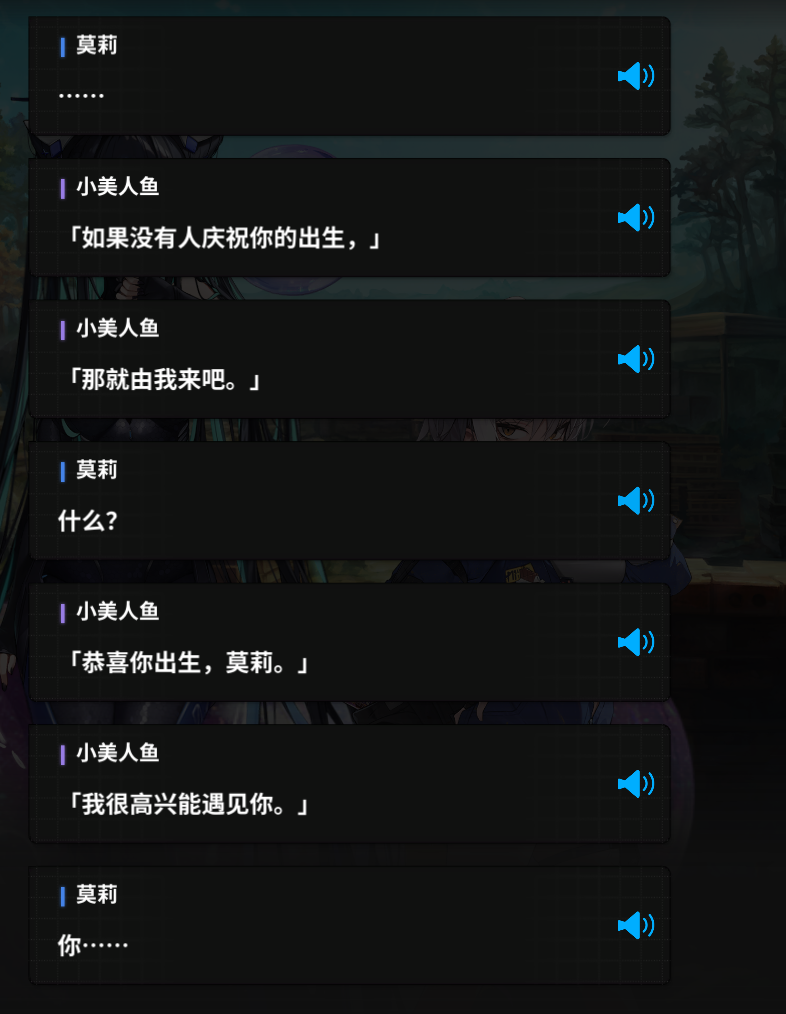 莫莉
……
小美人鱼
「如果没有人庆祝你的出生，」
小美人鱼
「那就由我来吧。」
莫莉
什么？
小美人鱼
「恭喜你出生，莫莉。」
小美人鱼
「我很高兴能遇见你。」
莫莉
你……